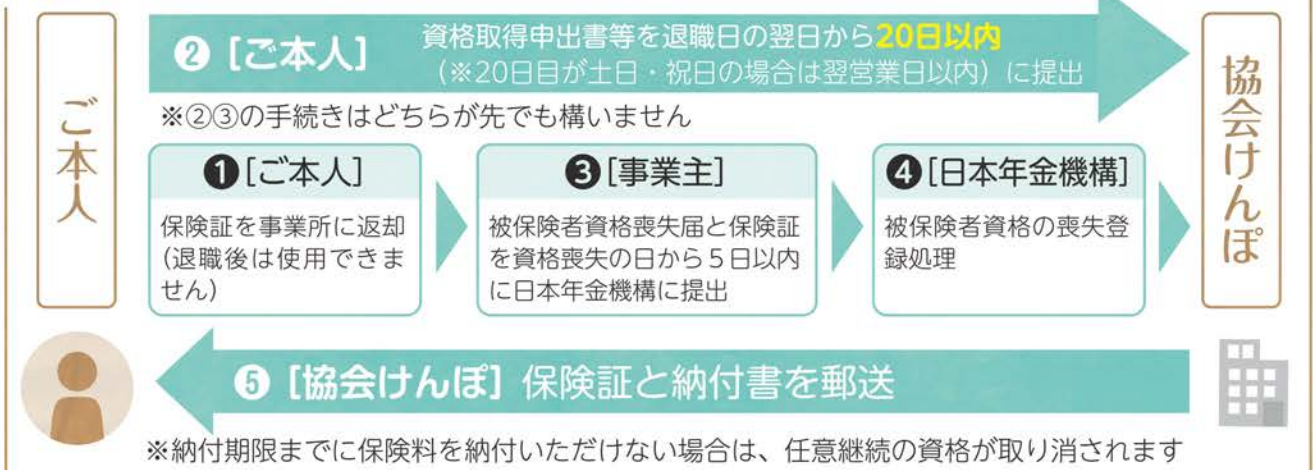 ご本人
❷ [ご本人] 資格取得申出書等を退職日の翌日から20日以内
(※20日目が土日・祝日の場合は翌営業日以内)に提出
※②③の手続きはどちらが先でも構いません
❶[ご本人]
保険証を事業所に返却
(退職後は使用できま
せん)
❸[事業主]
被保険者資格喪失届と保険証
を資格喪失の日から5日以内
に日本年金機構に提出
❹[日本年金機構]
被保険者資格の喪失登
録処理
協会けんぽ
❺ [協会けんぽ] 保険証と納付書を郵送
※納付期限までに保険料を納付いただけない場合は、任意継続の資格が取り消されます